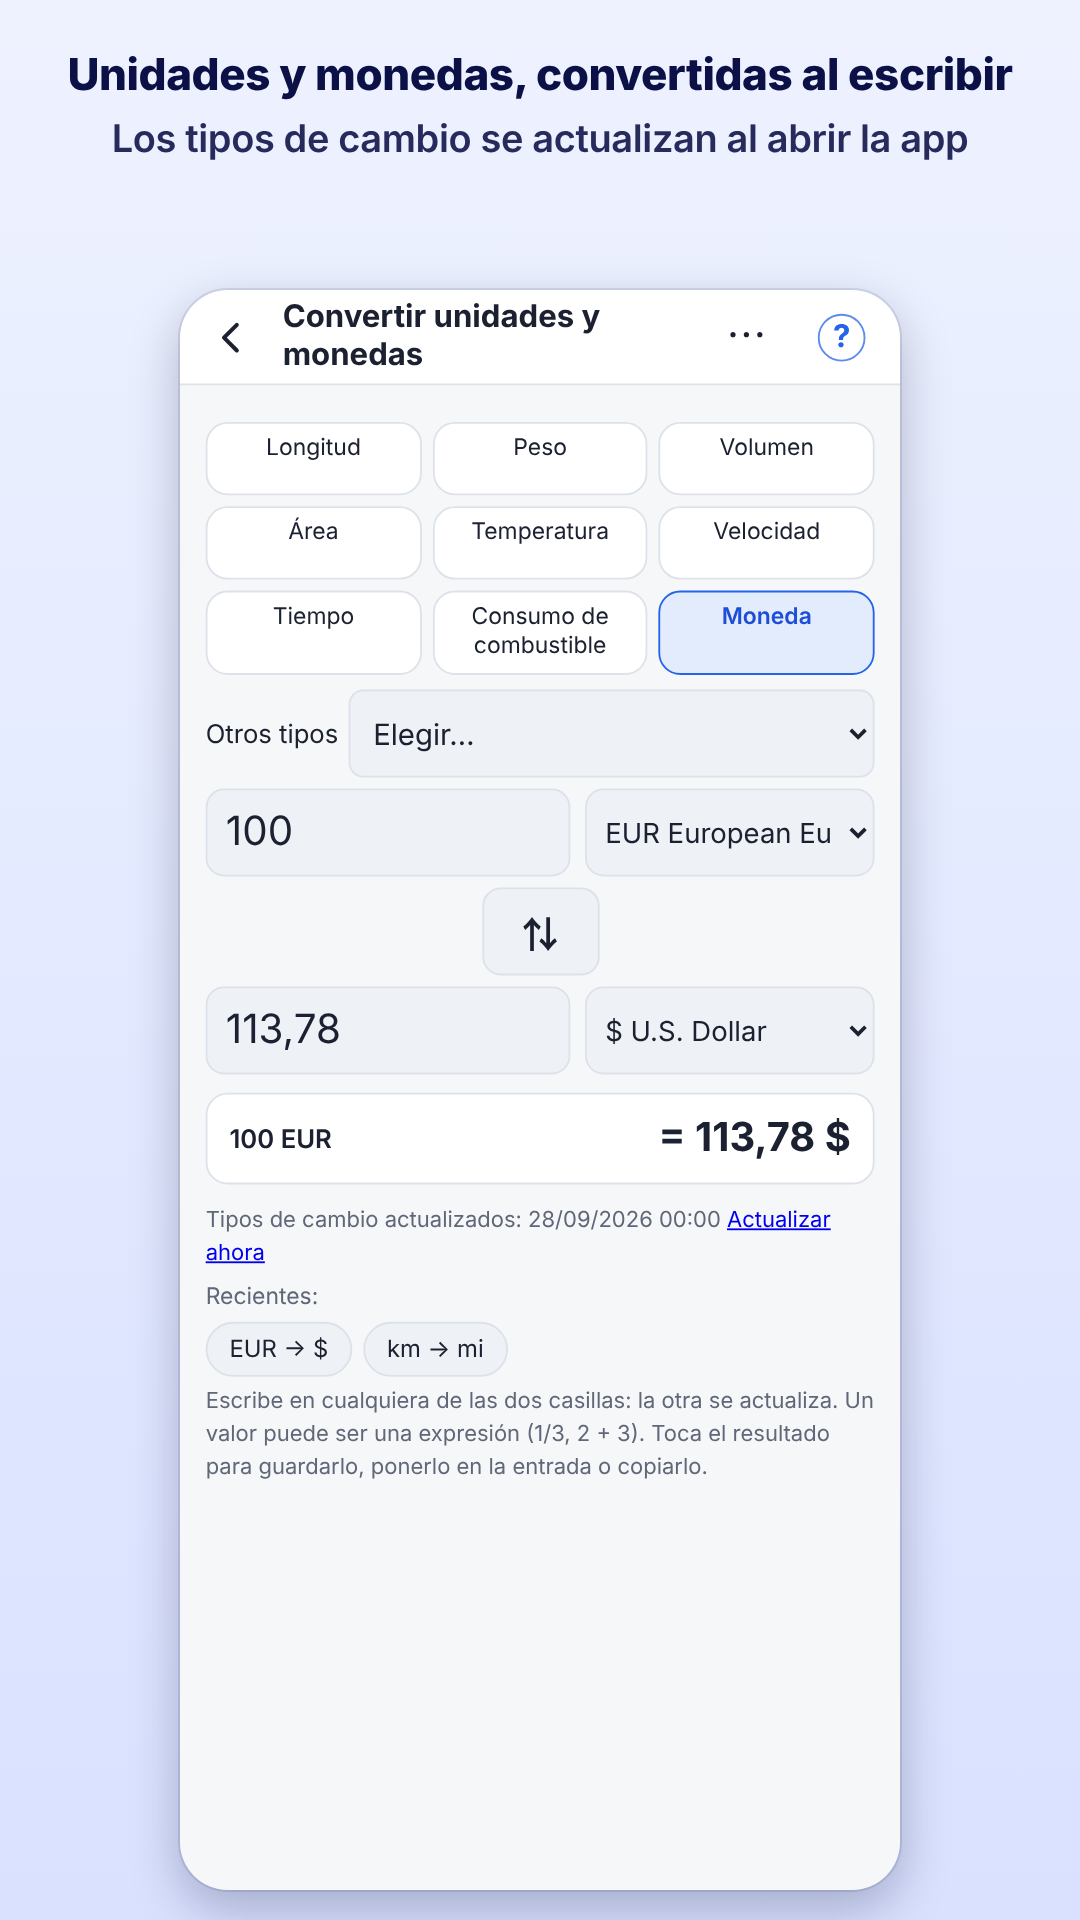 Unidades y monedas, convertidas al escribir
Los tipos de cambio se actualizan al abrir la app
Convertir unidades y
monedas
... ?
Longitud Peso Volumen
Área Temperatura Velocidad
Tiempo Consumo de
combustible Moneda
Otros tipos Elegir...
100 EUR European Eu
113,78 $ U.S. Dollar
100 EUR = 113,78 $
Tipos de cambio actualizados: 28/09/2026 00:00 Actualizar
ahora
Recientes:
EUR → $ km → mi
Escribe en cualquiera de las dos casillas: la otra se actualiza. Un
valor puede ser una expresión (1/3, 2 + 3). Toca el resultado
para guardarlo, ponerlo en la entrada o copiarlo.